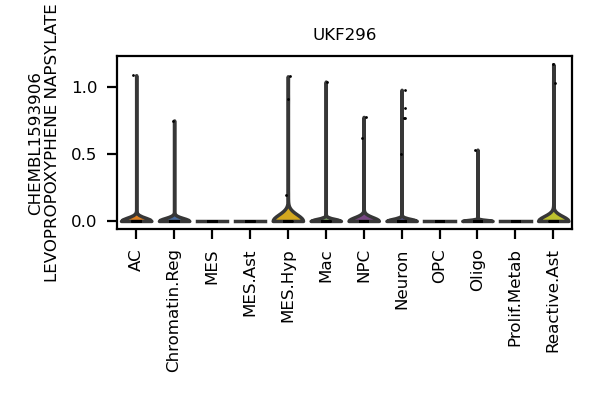 UKF296
CHEMBL1593906
LEVOPROPOXYPHENE NAPSYLATE
1.0
0.5
0.0
AC
Chromatin.Reg
MES
MES.Ast
MES.Hyp
Mac
NPC
Neuron
OPC
Oligo
Prolif.Metab
Reactive.Ast